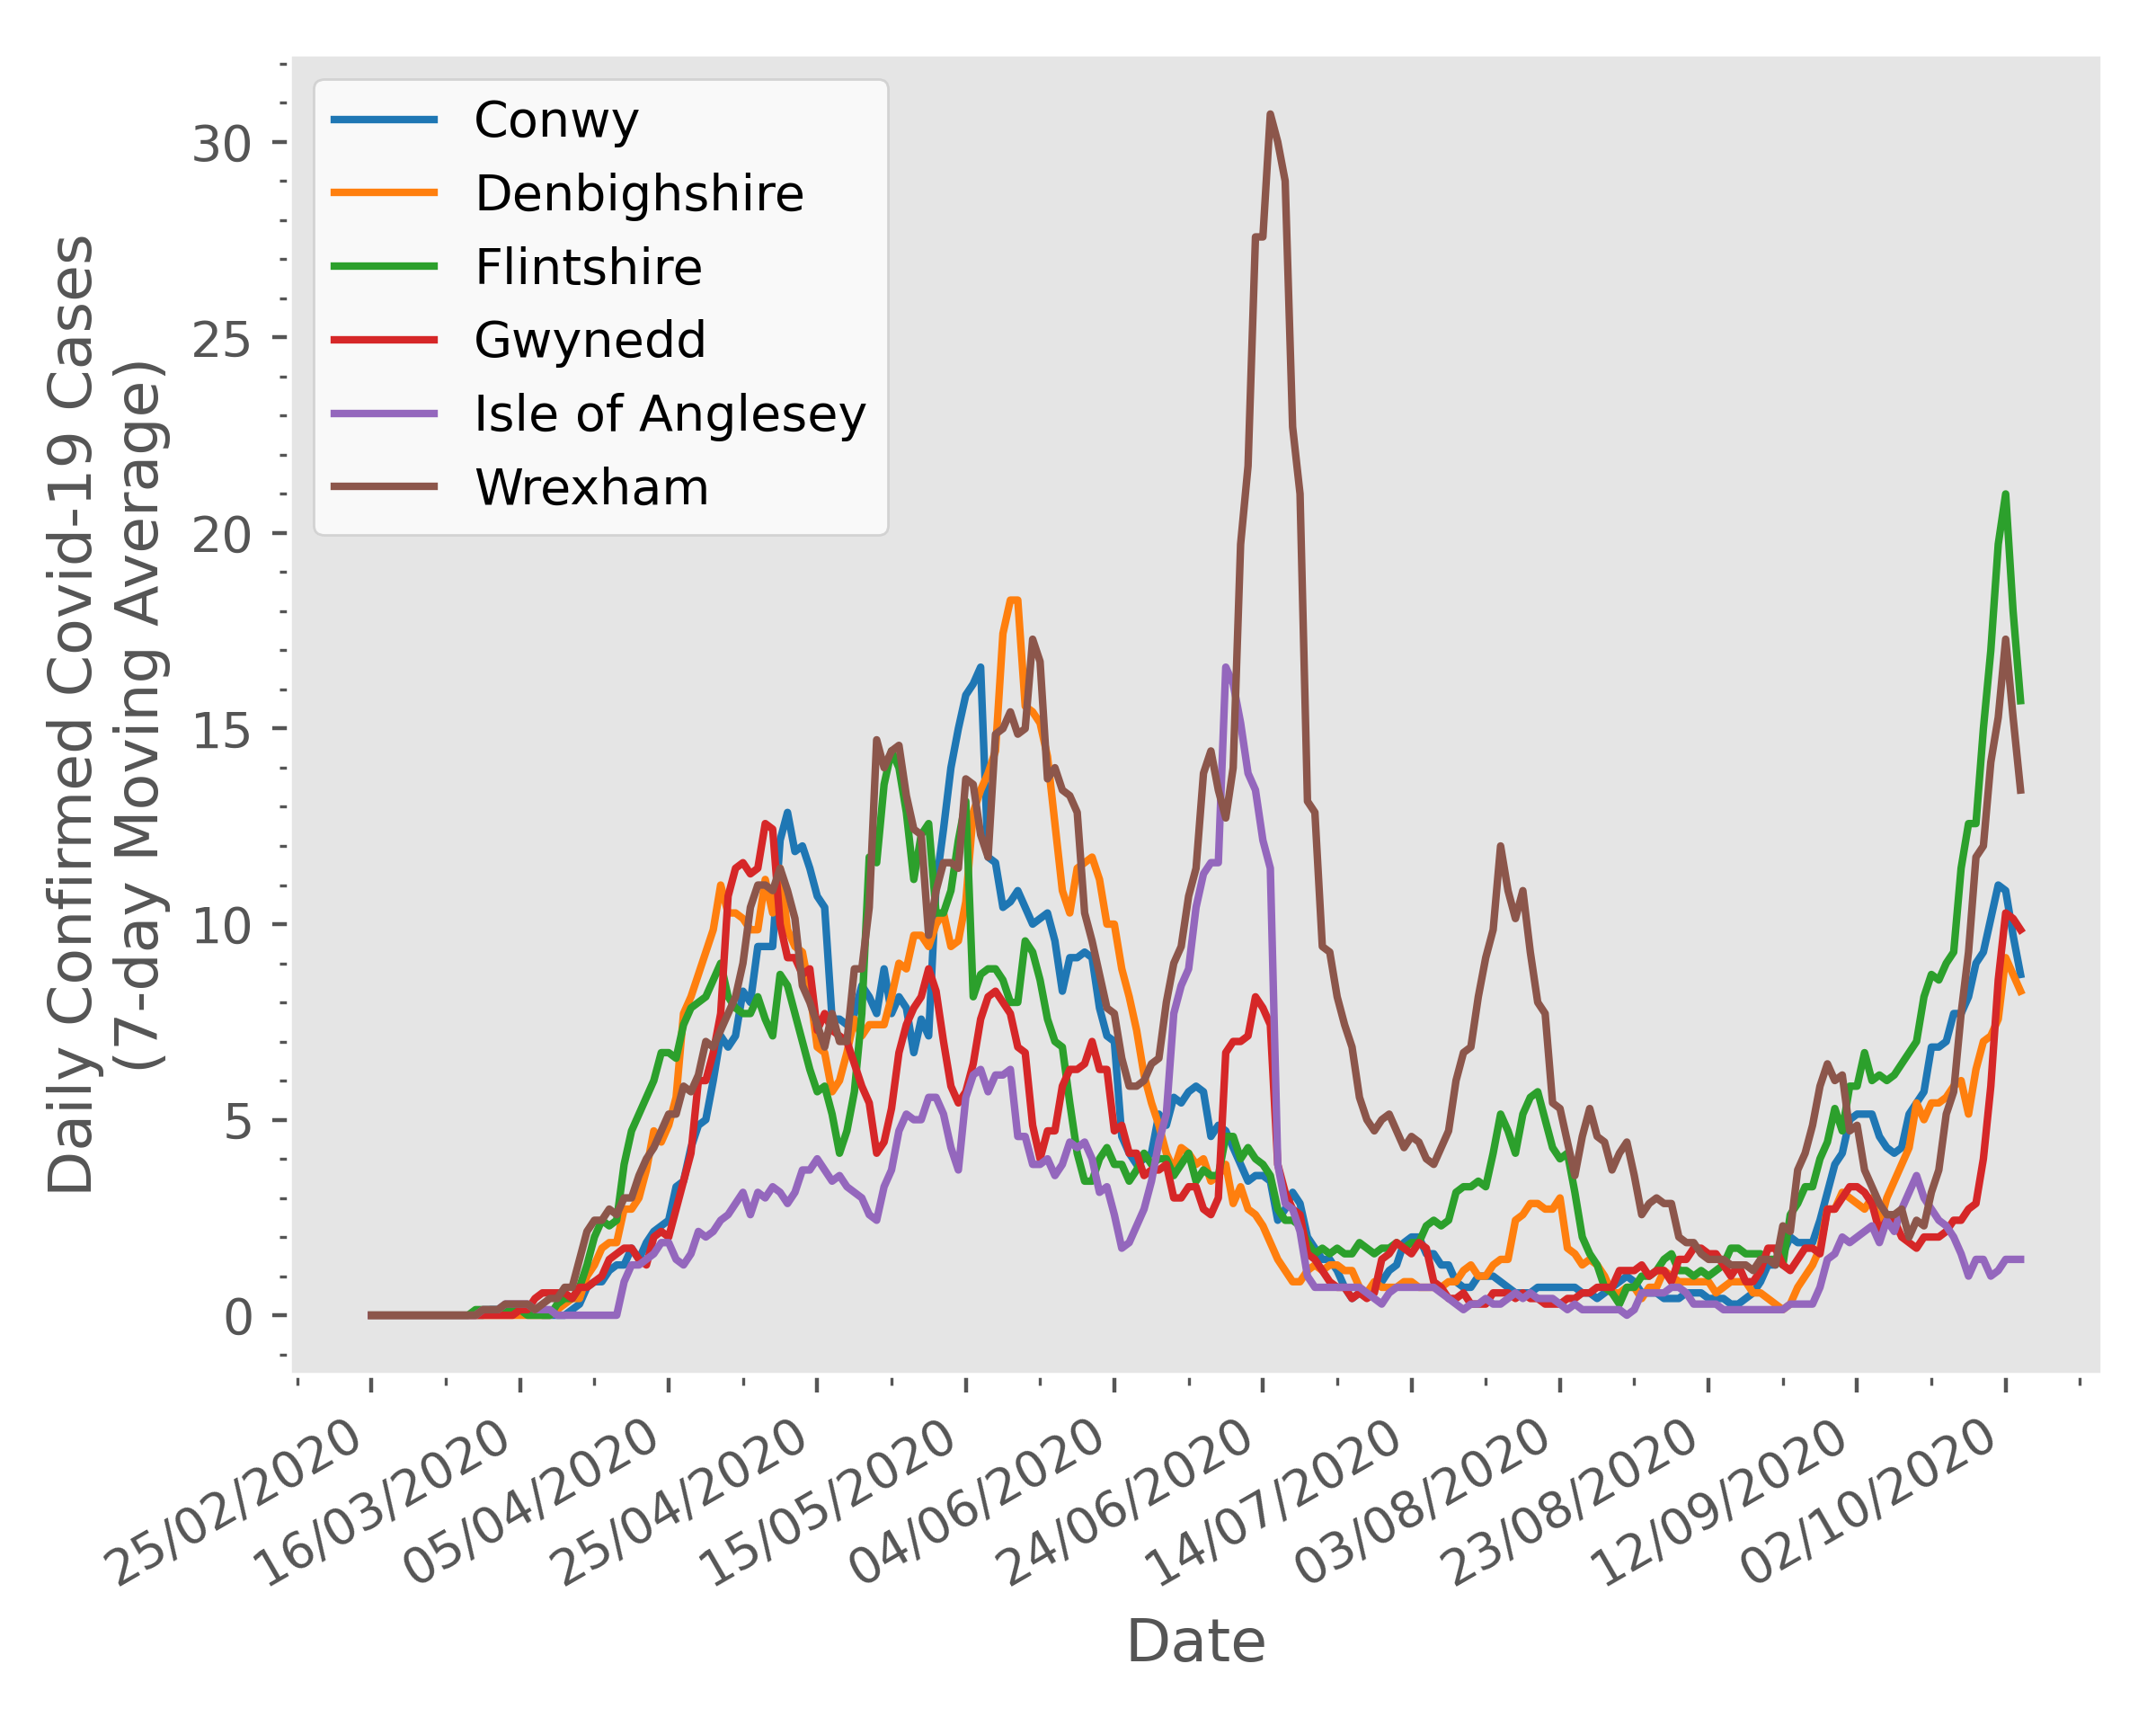 Daily Confirmed Covid-19 Cases
(7-day Moving Average)
30
25
20
15
10
5
0
Conwy
Denbighshire
Flintshire
Gwynedd
Isle of Anglesey
Wrexham
25/02/2020
16/03/2020
05/04/2020
25/04/2020
15/05/2020
04/06/2020
24/06/2020
14/07/2020
03/08/2020
23/08/2020
12/09/2020
02/10/2020
Date